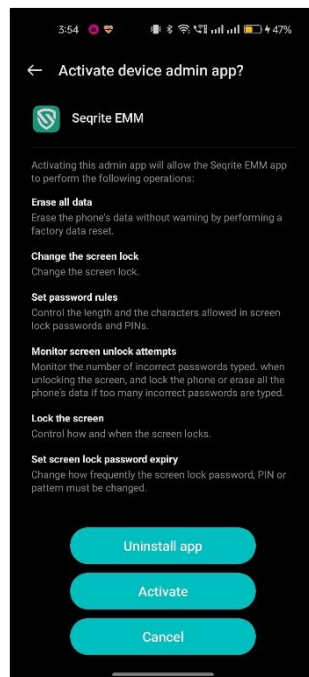 3:54 47%
Activate device admin app?
Seqrite EMM
Activating this admin app will allow the Seqrite EMM app
to perform the following operations:
Erase all data
Erase the phone's data without warning by performing a
factory data reset.
Change the screen lock
Change the screen lock.
Set password rules
Control the length and the characters allowed in screen
lock passwords and PINs.
Monitor screen unlock attempts
Monitor the number of incorrect passwords typed. when
unlocking the screen, and lock the phone or erase all the
phone's data if too many incorrect passwords are typed.
Lock the screen
Control how and when the screen locks.
Set screen lock password expiry
Change how frequently the screen lock password, PIN or
pattern must be changed.
Uninstall app
Activate
Cancel